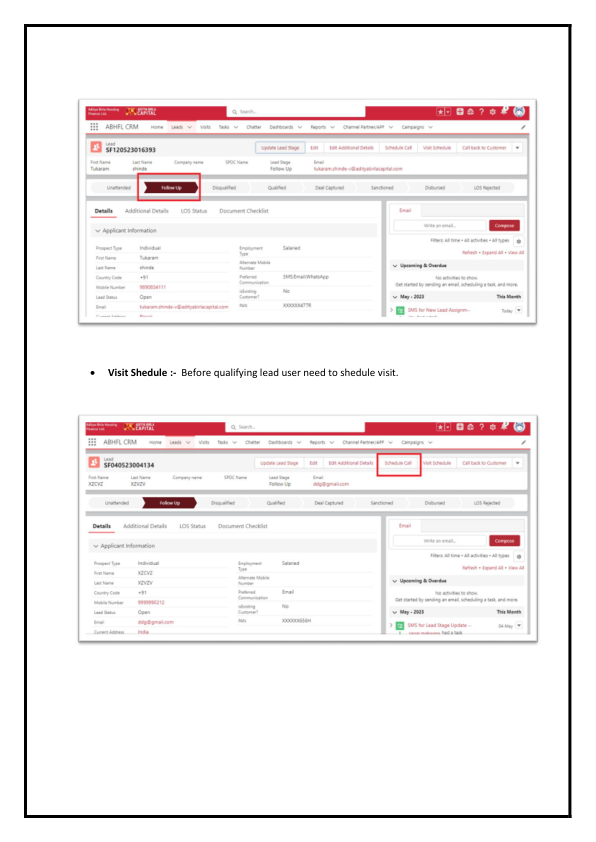 Aditya Birla Housing
Finance Ltd
ADITYA BIRLA
CAPITAL
Search...
ABHFL CRM Home Leads Visits Tasks Chatter Dashboards Reports Channel Partner/APF Campaigns
Lead
SF120523016393
Update Lead Stage Edit Edit Additional Details Schedule Call Visit Schedule Call back to Customer
First Name Last Name Company name SPOC Name Lead Stage Email
Tukaram shinde Follow Up tukaram.shinde-v@adityabirlacapital.com
Unattended Follow Up Disqualified Qualified Deal Captured Sanctioned Disbursed LOS Rejected
Details Additional Details LOS Status Document Checklist
Applicant Information
Prospect Type Individual Employment Type Salaried
First Name Tukaram Alternate Mobile Number
Last Name shinde
Country Code +91 Preferred Communication SMS/Email/WhatsApp
Mobile Number 9890034111
Lead Status Open isExisting Customer? No
Email tukaram.shinde-v@adityabirlacapital.com PAN XXXXXX477B
Email
Write an email... Compose
Filters: All time • All activities • All types
Refresh • Expand All • View All
Upcoming & Overdue
No activities to show.
Get started by sending an email, scheduling a task, and more.
May • 2023 This Month
SMS for New Lead Assignm... Today
• Visit Shedule :- Before qualifying lead user need to shedule visit.
Aditya Birla Housing
Finance Ltd
ADITYA BIRLA
CAPITAL
Search...
ABHFL CRM Home Leads Visits Tasks Chatter Dashboards Reports Channel Partner/APF Campaigns
Lead
SF040523004134
Update Lead Stage Edit Edit Additional Details Schedule Call Visit Schedule Call back to Customer
First Name Last Name Company name SPOC Name Lead Stage Email
XZCVZ XZVZV Follow Up ddg@gmail.com
Unattended Follow Up Disqualified Qualified Deal Captured Sanctioned Disbursed LOS Rejected
Details Additional Details LOS Status Document Checklist
Applicant Information
Prospect Type Individual Employment Type Salaried
First Name XZCVZ Alternate Mobile Number
Last Name XZVZV
Country Code +91 Preferred Communication Email
Mobile Number 9999995212
Lead Status Open isExisting Customer? No
Email ddg@gmail.com PAN XXXXXX656H
Current Address India
Email
Write an email... Compose
Filters: All time • All activities • All types
Refresh • Expand All • View All
Upcoming & Overdue
No activities to show.
Get started by sending an email, scheduling a task, and more.
May • 2023 This Month
SMS for Lead Stage Update -- 04-May
had a task